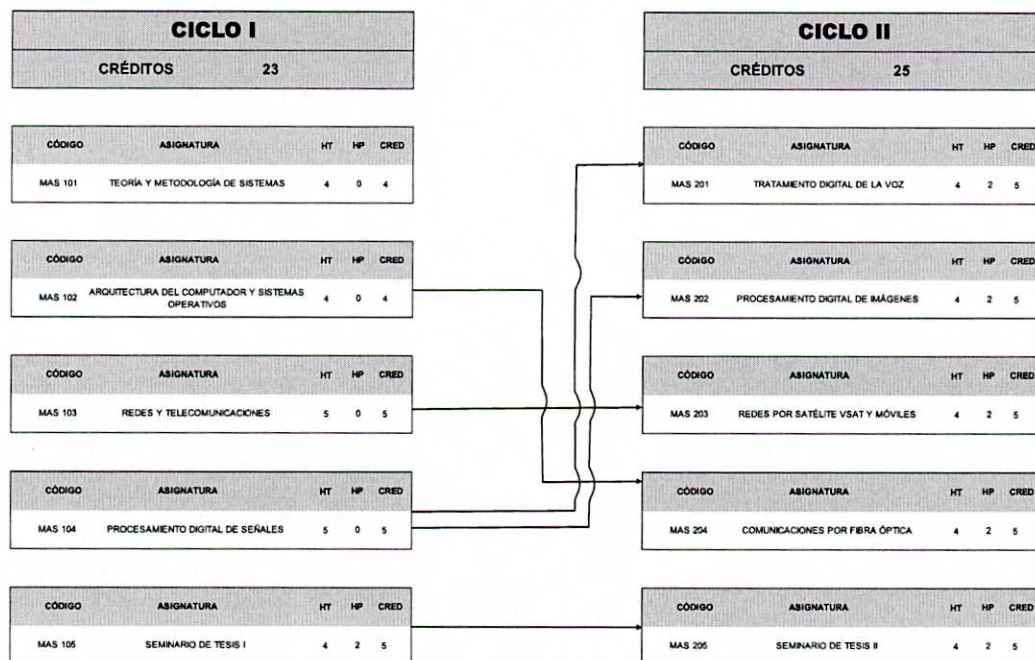 CICLO I
CRÉDITOS 23
CÓDIGO ASIGNATURA HT HP CRED
MAS 101 TEORÍA Y METODOLOGÍA DE SISTEMAS 4 0 4
CÓDIGO ASIGNATURA HT HP CRED
MAS 102 ARQUITECTURA DEL COMPUTADOR Y SISTEMAS
OPERATIVOS 4 0 4
CÓDIGO ASIGNATURA HT HP CRED
MAS 103 REDES Y TELECOMUNICACIONES 5 0 5
CÓDIGO ASIGNATURA HT HP CRED
MAS 104 PROCESAMIENTO DIGITAL DE SEÑALES 5 0 5
CÓDIGO ASIGNATURA HT HP CRED
MAS 105 SEMINARIO DE TESIS I 4 2 5
CICLO II
CRÉDITOS 25
CÓDIGO ASIGNATURA HT HP CRED
MAS 201 TRATAMIENTO DIGITAL DE LA VOZ 4 2 5
CÓDIGO ASIGNATURA HT HP CRED
MAS 202 PROCESAMIENTO DIGITAL DE IMÁGENES 4 2 5
CÓDIGO ASIGNATURA HT HP CRED
MAS 203 REDES POR SATÉLITE VSAT Y MÓVILES 4 2 5
CÓDIGO ASIGNATURA HT HP CRED
MAS 204 COMUNICACIONES POR FIBRA ÓPTICA 4 2 5
CÓDIGO ASIGNATURA HT HP CRED
MAS 205 SEMINARIO DE TESIS II 4 2 5